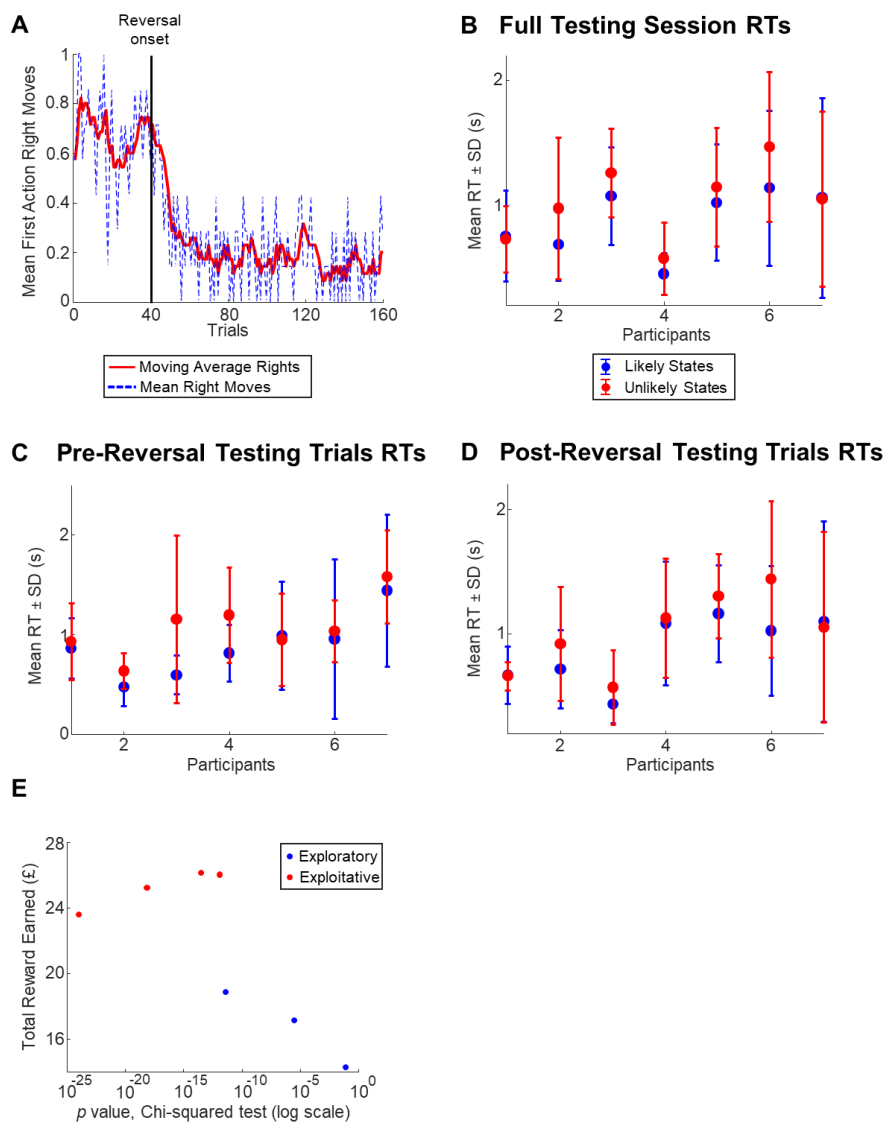 A
Reversal
onset
Mean First Action Right Moves
1
0.8
0.6
0.4
0.2
0
0
40
80
120
160
Trials
Moving Average Rights
Mean Right Moves
B Full Testing Session RTs
Mean RT ± SD (s)
2
1
2
4
6
Participants
Likely States
Unlikely States
C Pre-Reversal Testing Trials RTs
Mean RT ± SD (s)
2
1
0
2
4
6
Participants
D Post-Reversal Testing Trials RTs
Mean RT ± SD (s)
2
1
2
4
6
Participants
E
Total Reward Earned (£)
28
24
20
16
10^-25
10^-20
10^-15
10^-10
10^-5
10^0
p value, Chi-squared test (log scale)
Exploratory
Exploitative